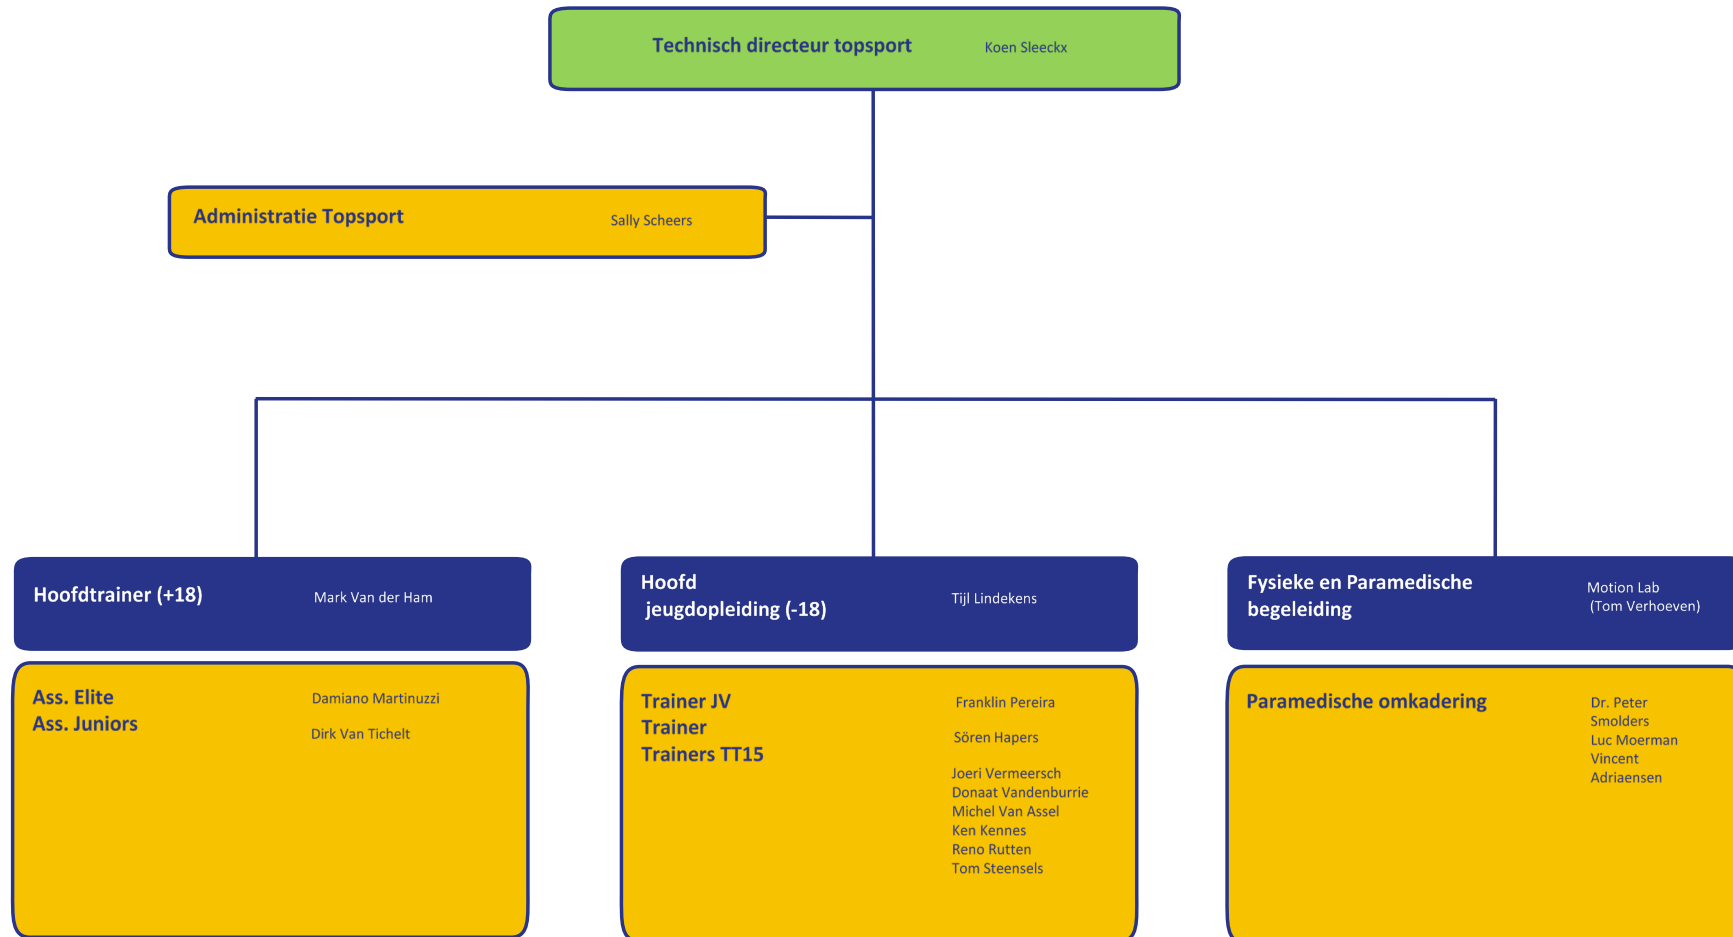 Technisch directeur topsport Koen Sleeckx
Administratie Topsport Sally Scheers
Hoofdtrainer (+18) Mark Van der Ham
Ass. Elite Damiano Martinuzzi
Ass. Juniors Dirk Van Tichelt
Hoofd
jeugdopleiding (-18) Tijl Lindekens
Trainer JV Franklin Pereira
Trainer Sören Hapers
Trainers TT15
Joeri Vermeersch
Donaat Vandenburrie
Michel Van Assel
Ken Kennes
Reno Rutten
Tom Steensels
Fysieke en Paramedische
begeleiding
Motion Lab
(Tom Verhoeven)
Paramedische omkadering
Dr. Peter
Smolders
Luc Moerman
Vincent
Adriaensen